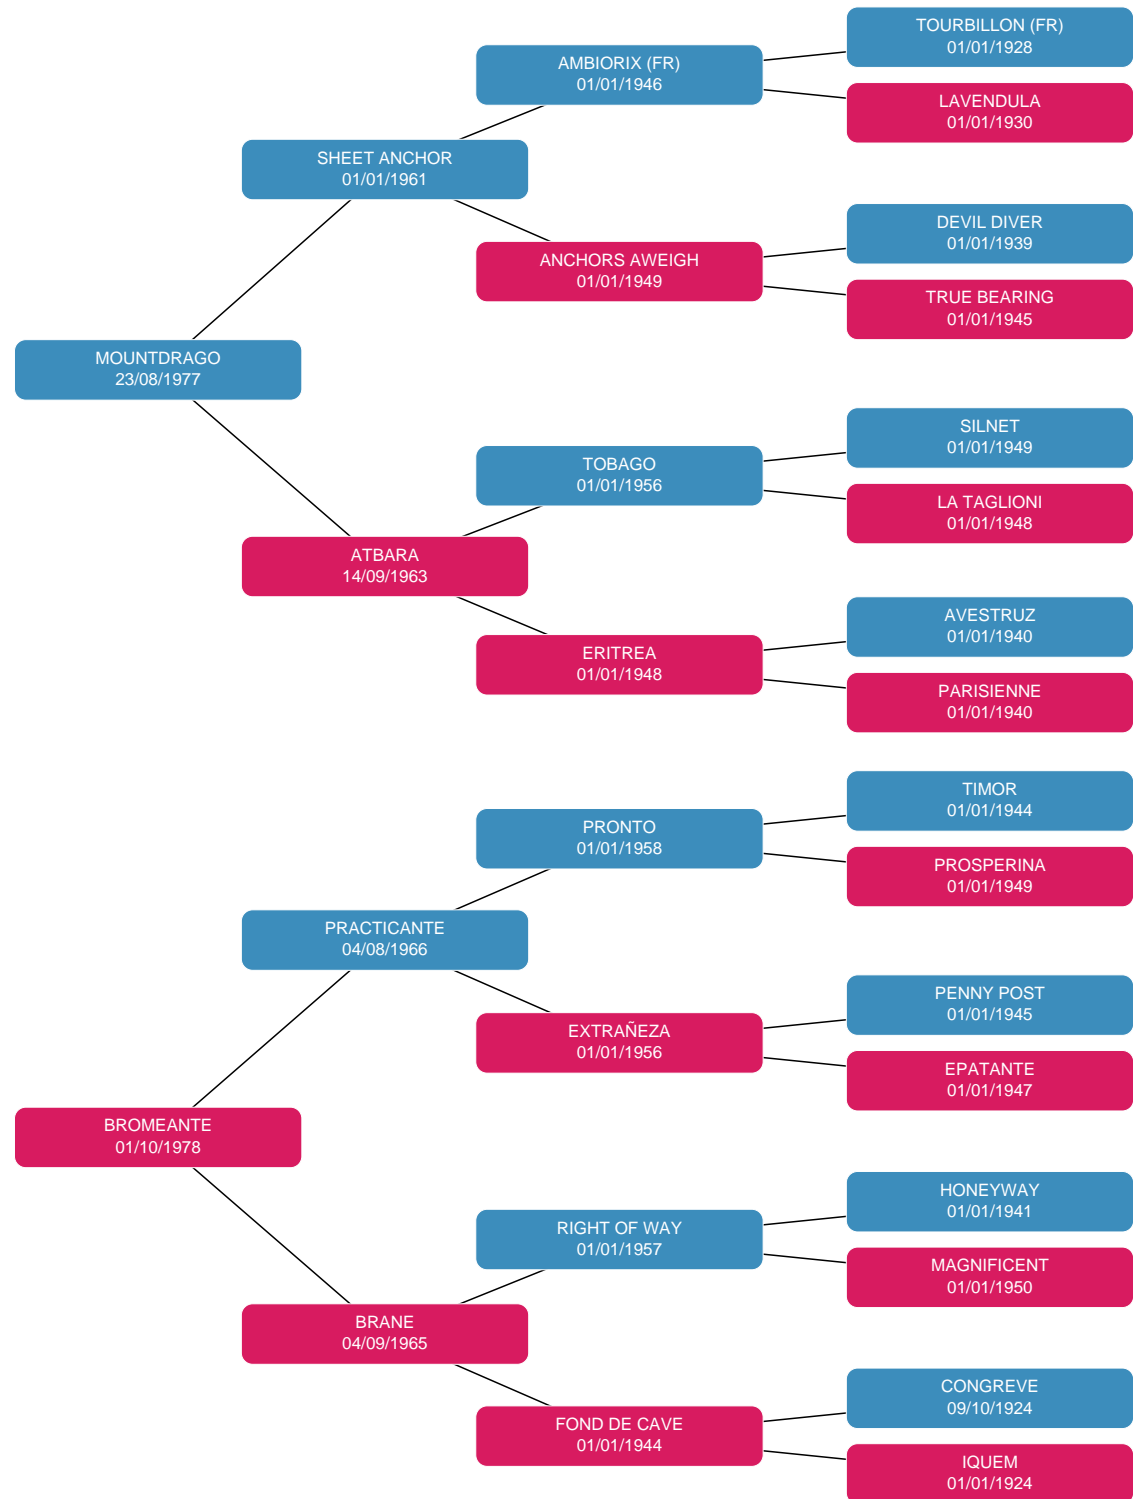 TOURBILLON (FR)
01/01/1928
AMBIORIX (FR)
01/01/1946
LAVENDULA
01/01/1930
SHEET ANCHOR
01/01/1961
DEVIL DIVER
01/01/1939
ANCHORS AWEIGH
01/01/1949
TRUE BEARING
01/01/1945
MOUNTDRAGO
23/08/1977
SILNET
01/01/1949
TOBAGO
01/01/1956
LA TAGLIONI
01/01/1948
ATBARA
14/09/1963
AVESTRUZ
01/01/1940
ERITREA
01/01/1948
PARISIENNE
01/01/1940
TIMOR
01/01/1944
PRONTO
01/01/1958
PROSPERINA
01/01/1949
PRACTICANTE
04/08/1966
PENNY POST
01/01/1945
EXTRAÑEZA
01/01/1956
EPATANTE
01/01/1947
BROMEANTE
01/10/1978
HONEYWAY
01/01/1941
RIGHT OF WAY
01/01/1957
MAGNIFICENT
01/01/1950
BRANE
04/09/1965
CONGREVE
09/10/1924
FOND DE CAVE
01/01/1944
IQUEM
01/01/1924